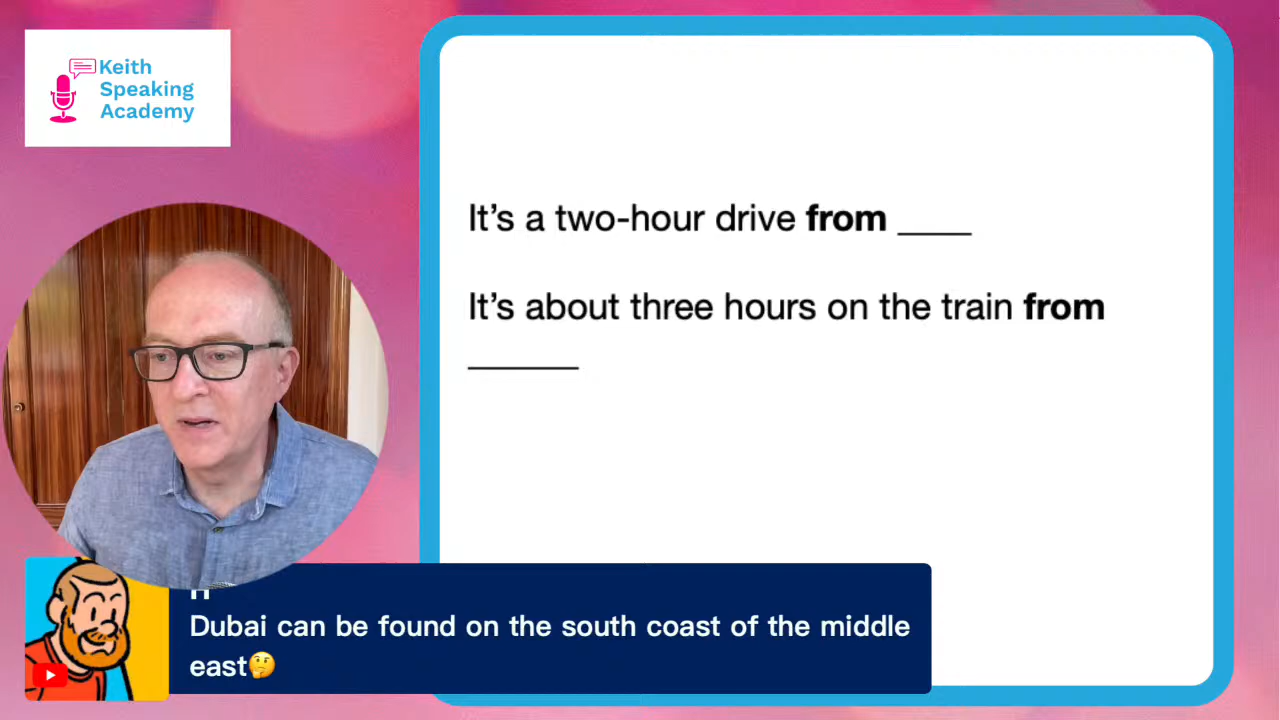 Keith
Speaking
Academy
It's a two-hour drive from ____
It's about three hours on the train from
______
Dubai can be found on the south coast of the middle
east🤔